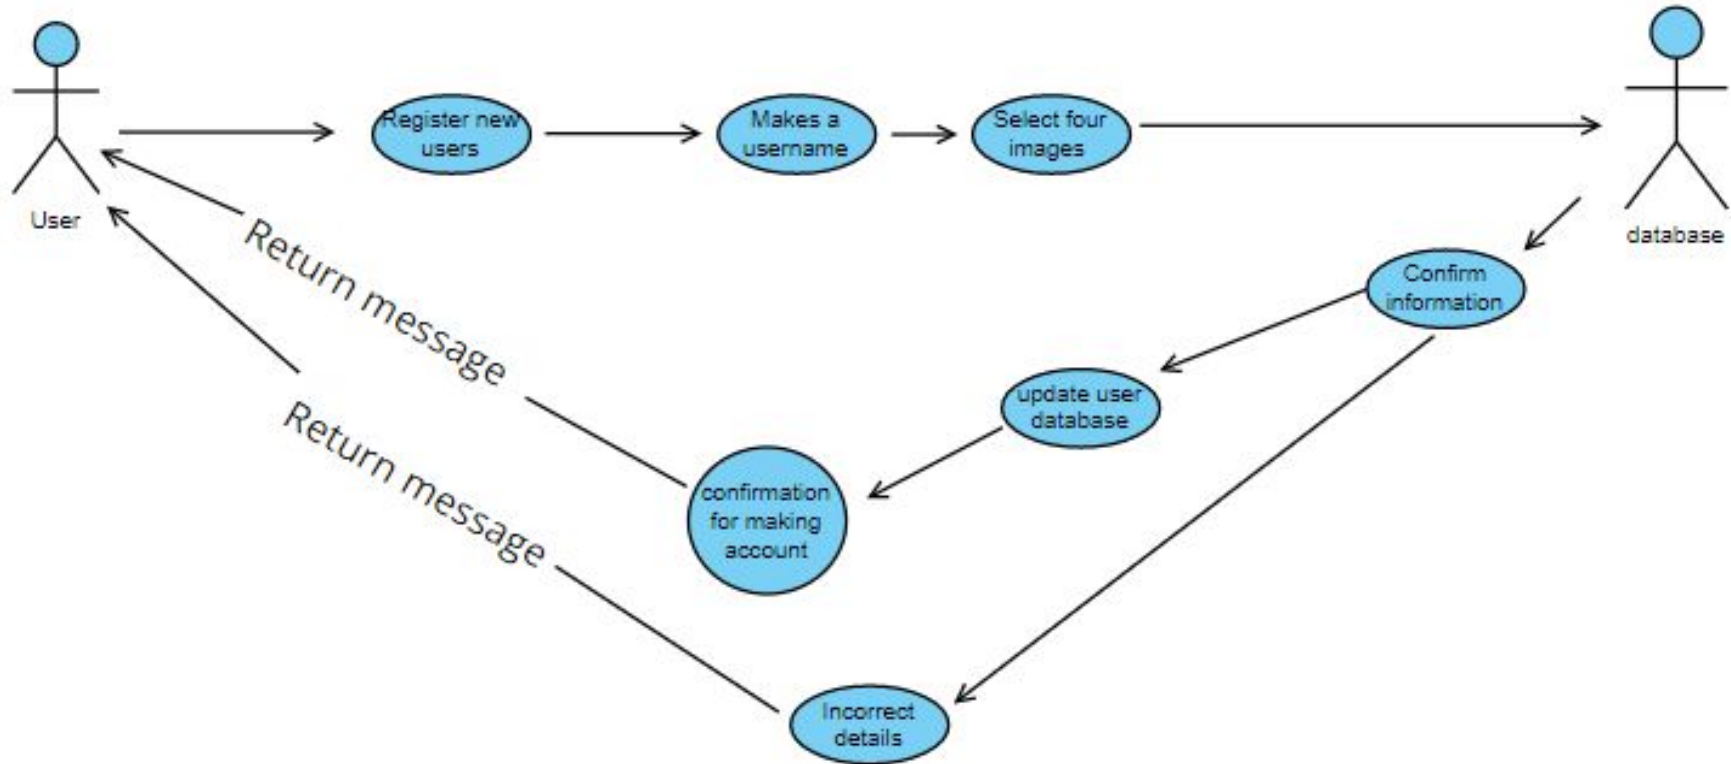 Register new
users
Makes a
username
Select four
images
User
database
Return message
Confirm
information
update user
database
Return message
confirmation
for making
account
Incorrect
details